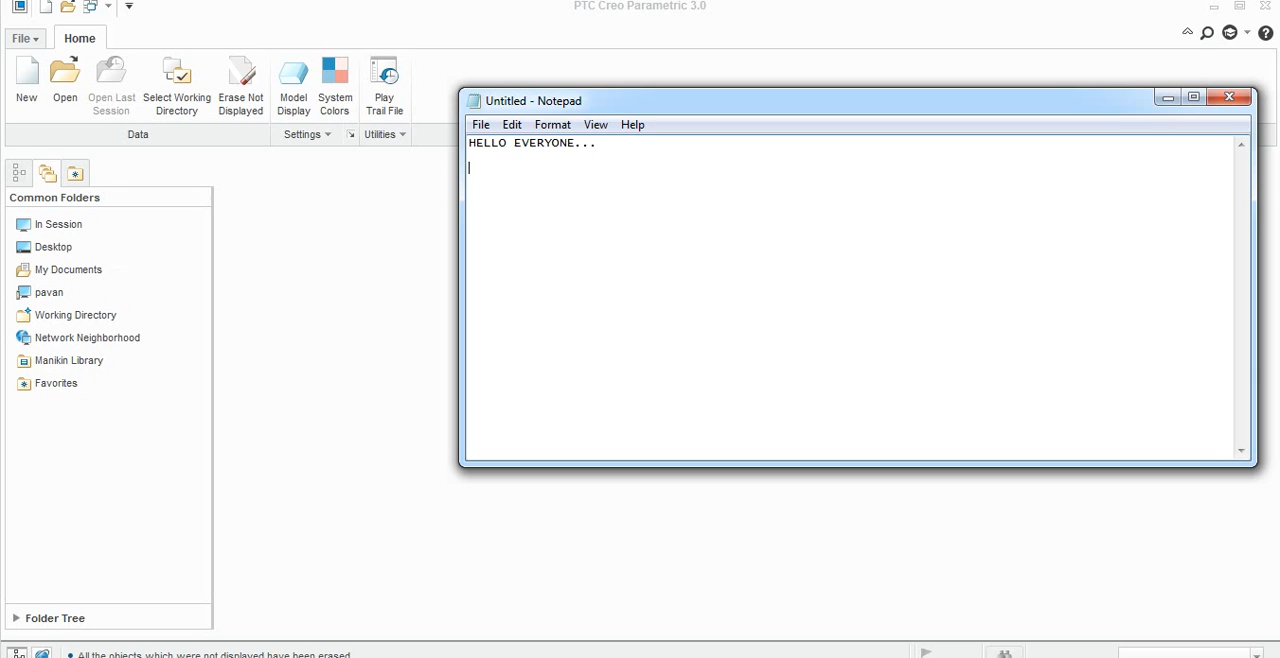 PTC Creo Parametric 3.0
File
Home
New
Open
Open Last
Session
Select Working
Directory
Erase Not
Displayed
Model
Display
System
Colors
Play
Trail File
Data
Settings
Utilities
Untitled - Notepad
File Edit Format View Help
HELLO EVERYONE...
Common Folders
In Session
Desktop
My Documents
pavan
Working Directory
Network Neighborhood
Manikin Library
Favorites
Folder Tree
All the objects which were not displayed have been erased.